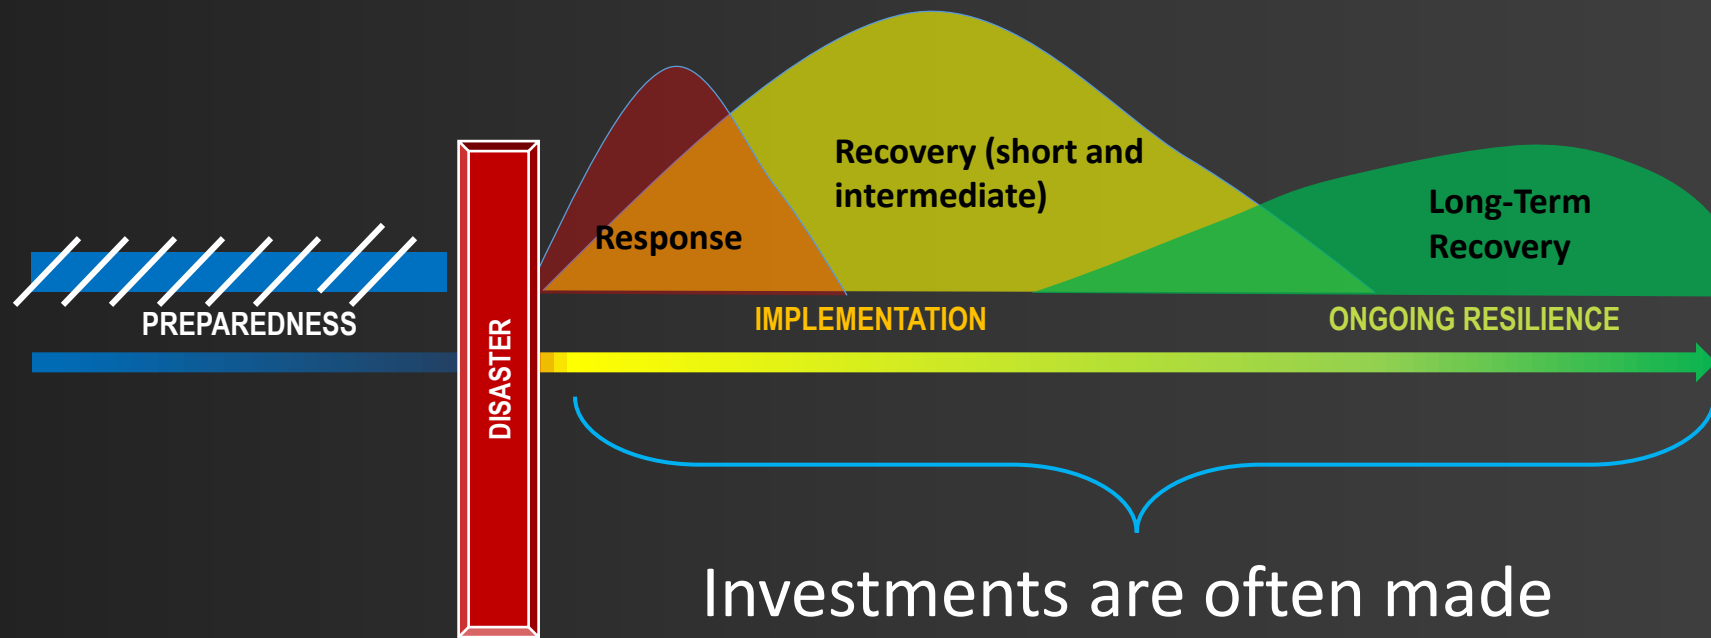 Recovery (short and
intermediate)
Response
Long-Term
Recovery
PREPAREDNESS
IMPLEMENTATION
ONGOING RESILIENCE
DISASTER
Investments are often made